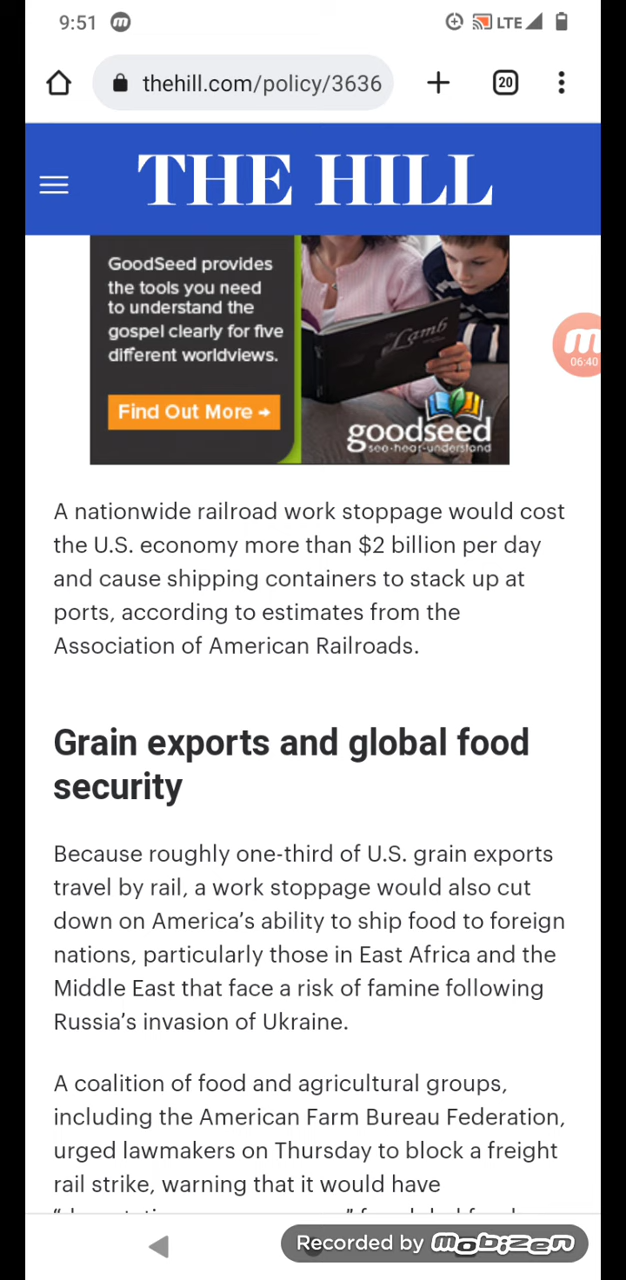 9:51 m LTE
thehill.com/policy/3636 20
THE HILL
GoodSeed provides
the tools you need
to understand the
gospel clearly for five
different worldviews.
Find Out More →
Lamb
goodseed
see-hear-understand
m
06:40
A nationwide railroad work stoppage would cost
the U.S. economy more than $2 billion per day
and cause shipping containers to stack up at
ports, according to estimates from the
Association of American Railroads.
Grain exports and global food
security
Because roughly one-third of U.S. grain exports
travel by rail, a work stoppage would also cut
down on America’s ability to ship food to foreign
nations, particularly those in East Africa and the
Middle East that face a risk of famine following
Russia’s invasion of Ukraine.
A coalition of food and agricultural groups,
including the American Farm Bureau Federation,
urged lawmakers on Thursday to block a freight
rail strike, warning that it would have
Recorded by mobizen